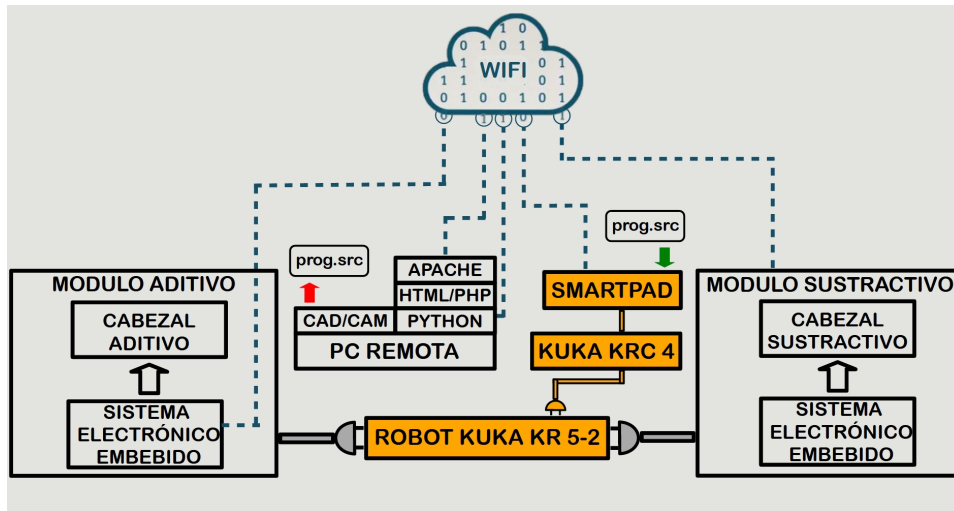 1 0
0 1 0 1 1
1 WIFI 0 1
1 1 0 1
0 1 0 0 1 0 1
0 1 1 0 1
prog.src
prog.src
MODULO ADITIVO
CABEZAL
ADITIVO
SISTEMA
ELECTRÓNICO
EMBEBIDO
APACHE
HTML/PHP
CAD/CAM PYTHON
PC REMOTA
SMARTPAD
KUKA KRC 4
ROBOT KUKA KR 5-2
MODULO SUSTRACTIVO
CABEZAL
SUSTRACTIVO
SISTEMA
ELECTRÓNICO
EMBEBIDO